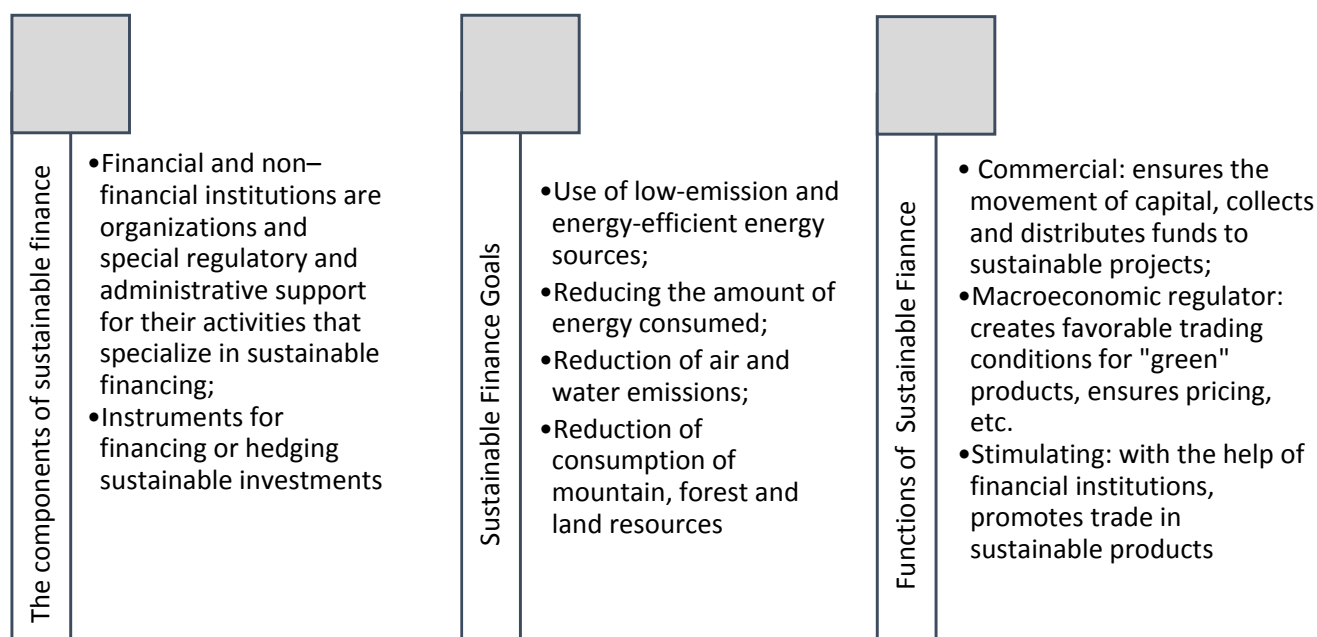 The components of sustainable finance
•Financial and non–
financial institutions are
organizations and
special regulatory and
administrative support
for their activities that
specialize in sustainable
financing;
•Instruments for
financing or hedging
sustainable investments
Sustainable Finance Goals
•Use of low-emission and
energy-efficient energy
sources;
•Reducing the amount of
energy consumed;
•Reduction of air and
water emissions;
•Reduction of
consumption of
mountain, forest and
land resources
Functions of  Sustainable Fiannce
• Commercial: ensures the
movement of capital, collects
and distributes funds to
sustainable projects;
•Macroeconomic regulator:
creates favorable trading
conditions for "green"
products, ensures pricing,
etc.
•Stimulating: with the help of
financial institutions,
promotes trade in
sustainable products